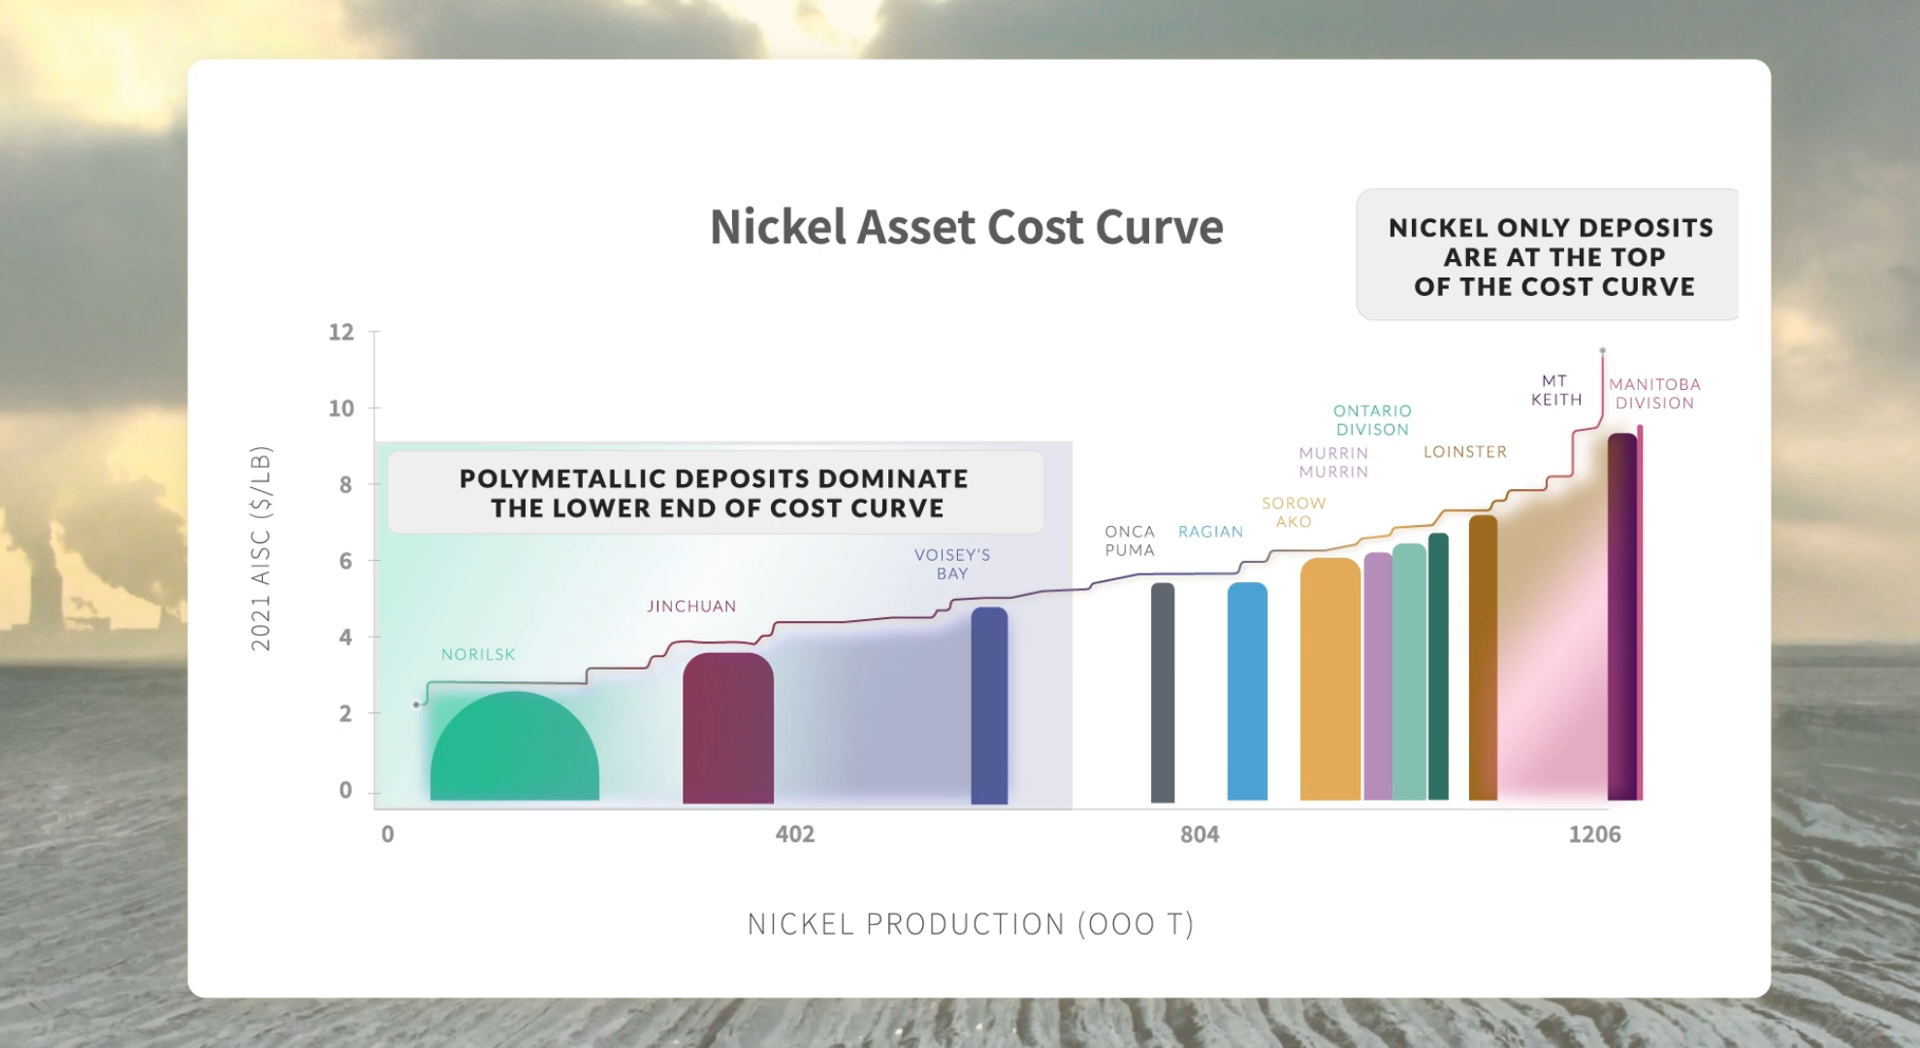 Nickel Asset Cost Curve
NICKEL ONLY DEPOSITS
ARE AT THE TOP
OF THE COST CURVE
POLYMETALLIC DEPOSITS DOMINATE
THE LOWER END OF COST CURVE
2021 AISC ($/LB)
12
10
8
6
4
2
0
NORILSK
JINCHUAN
VOISEY'S
BAY
ONCA
PUMA
RAGIAN
SOROW
AKO
MURRIN
MURRIN
ONTARIO
DIVISON
LOINSTER
MT
KEITH
MANITOBA
DIVISION
0
402
804
1206
NICKEL PRODUCTION (OOO T)